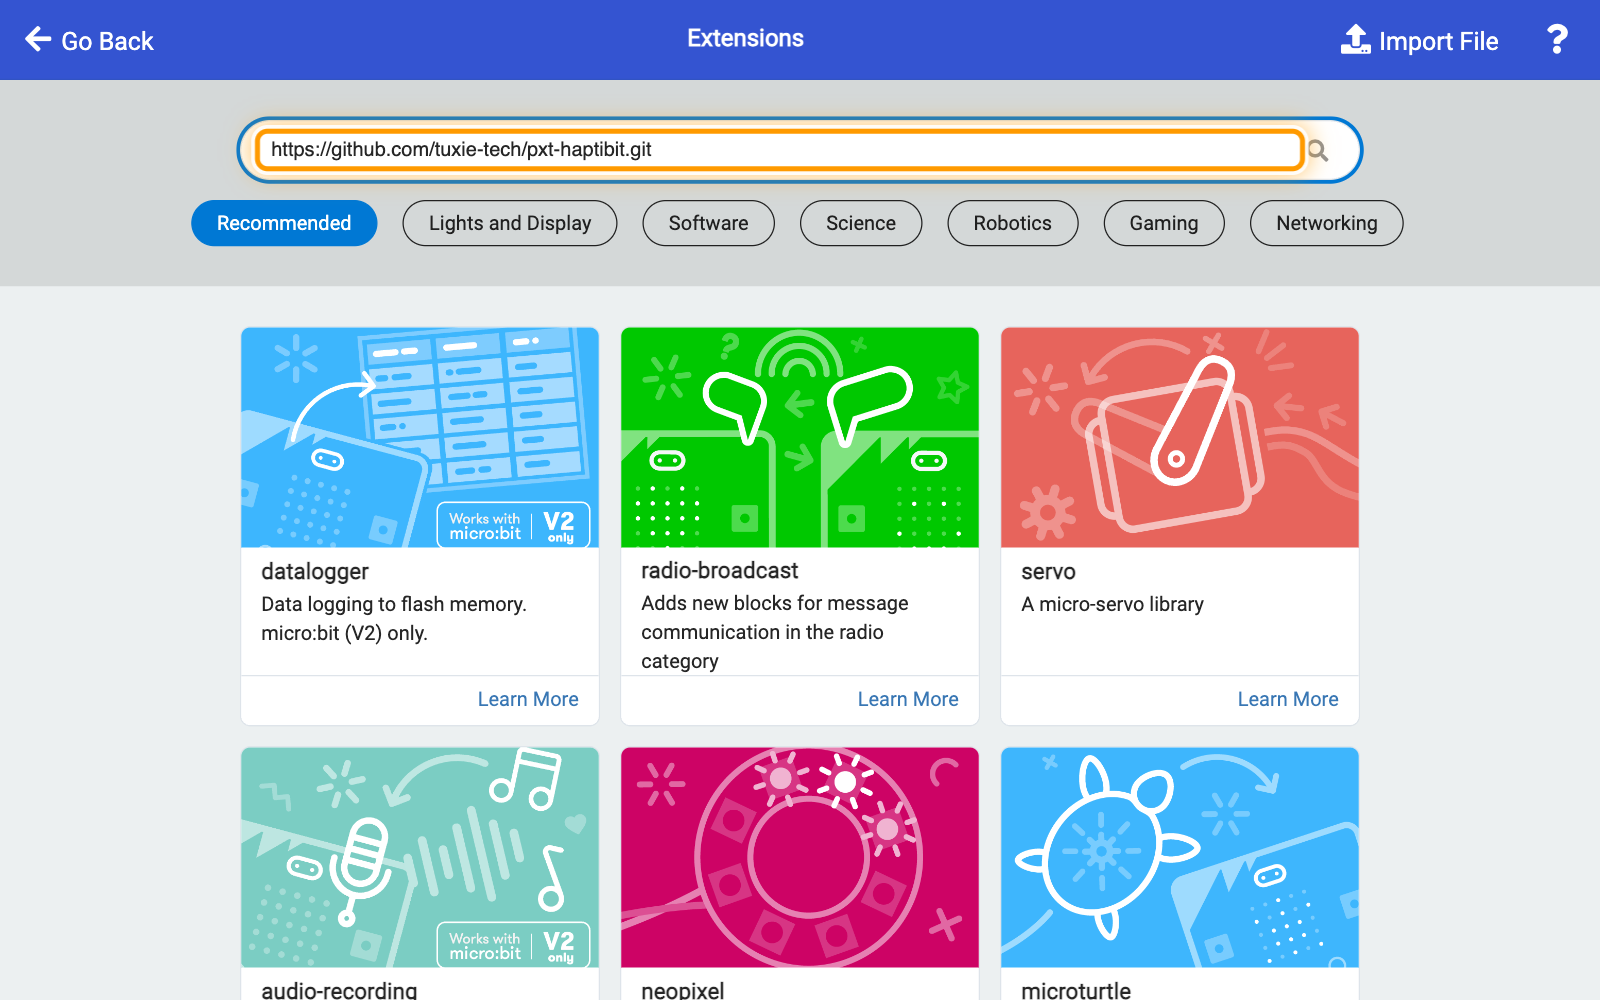 Go Back
Extensions
Import File
?
https://github.com/tuxie-tech/pxt-haptibit.git
Recommended
Lights and Display
Software
Science
Robotics
Gaming
Networking
Works with
micro:bit
V2
only
datalogger
Data logging to flash memory.
micro:bit (V2) only.
Learn More
radio-broadcast
Adds new blocks for message
communication in the radio
category
Learn More
servo
A micro-servo library
Learn More
Works with
micro:bit
V2
only
audio-recording
neopixel
microturtle